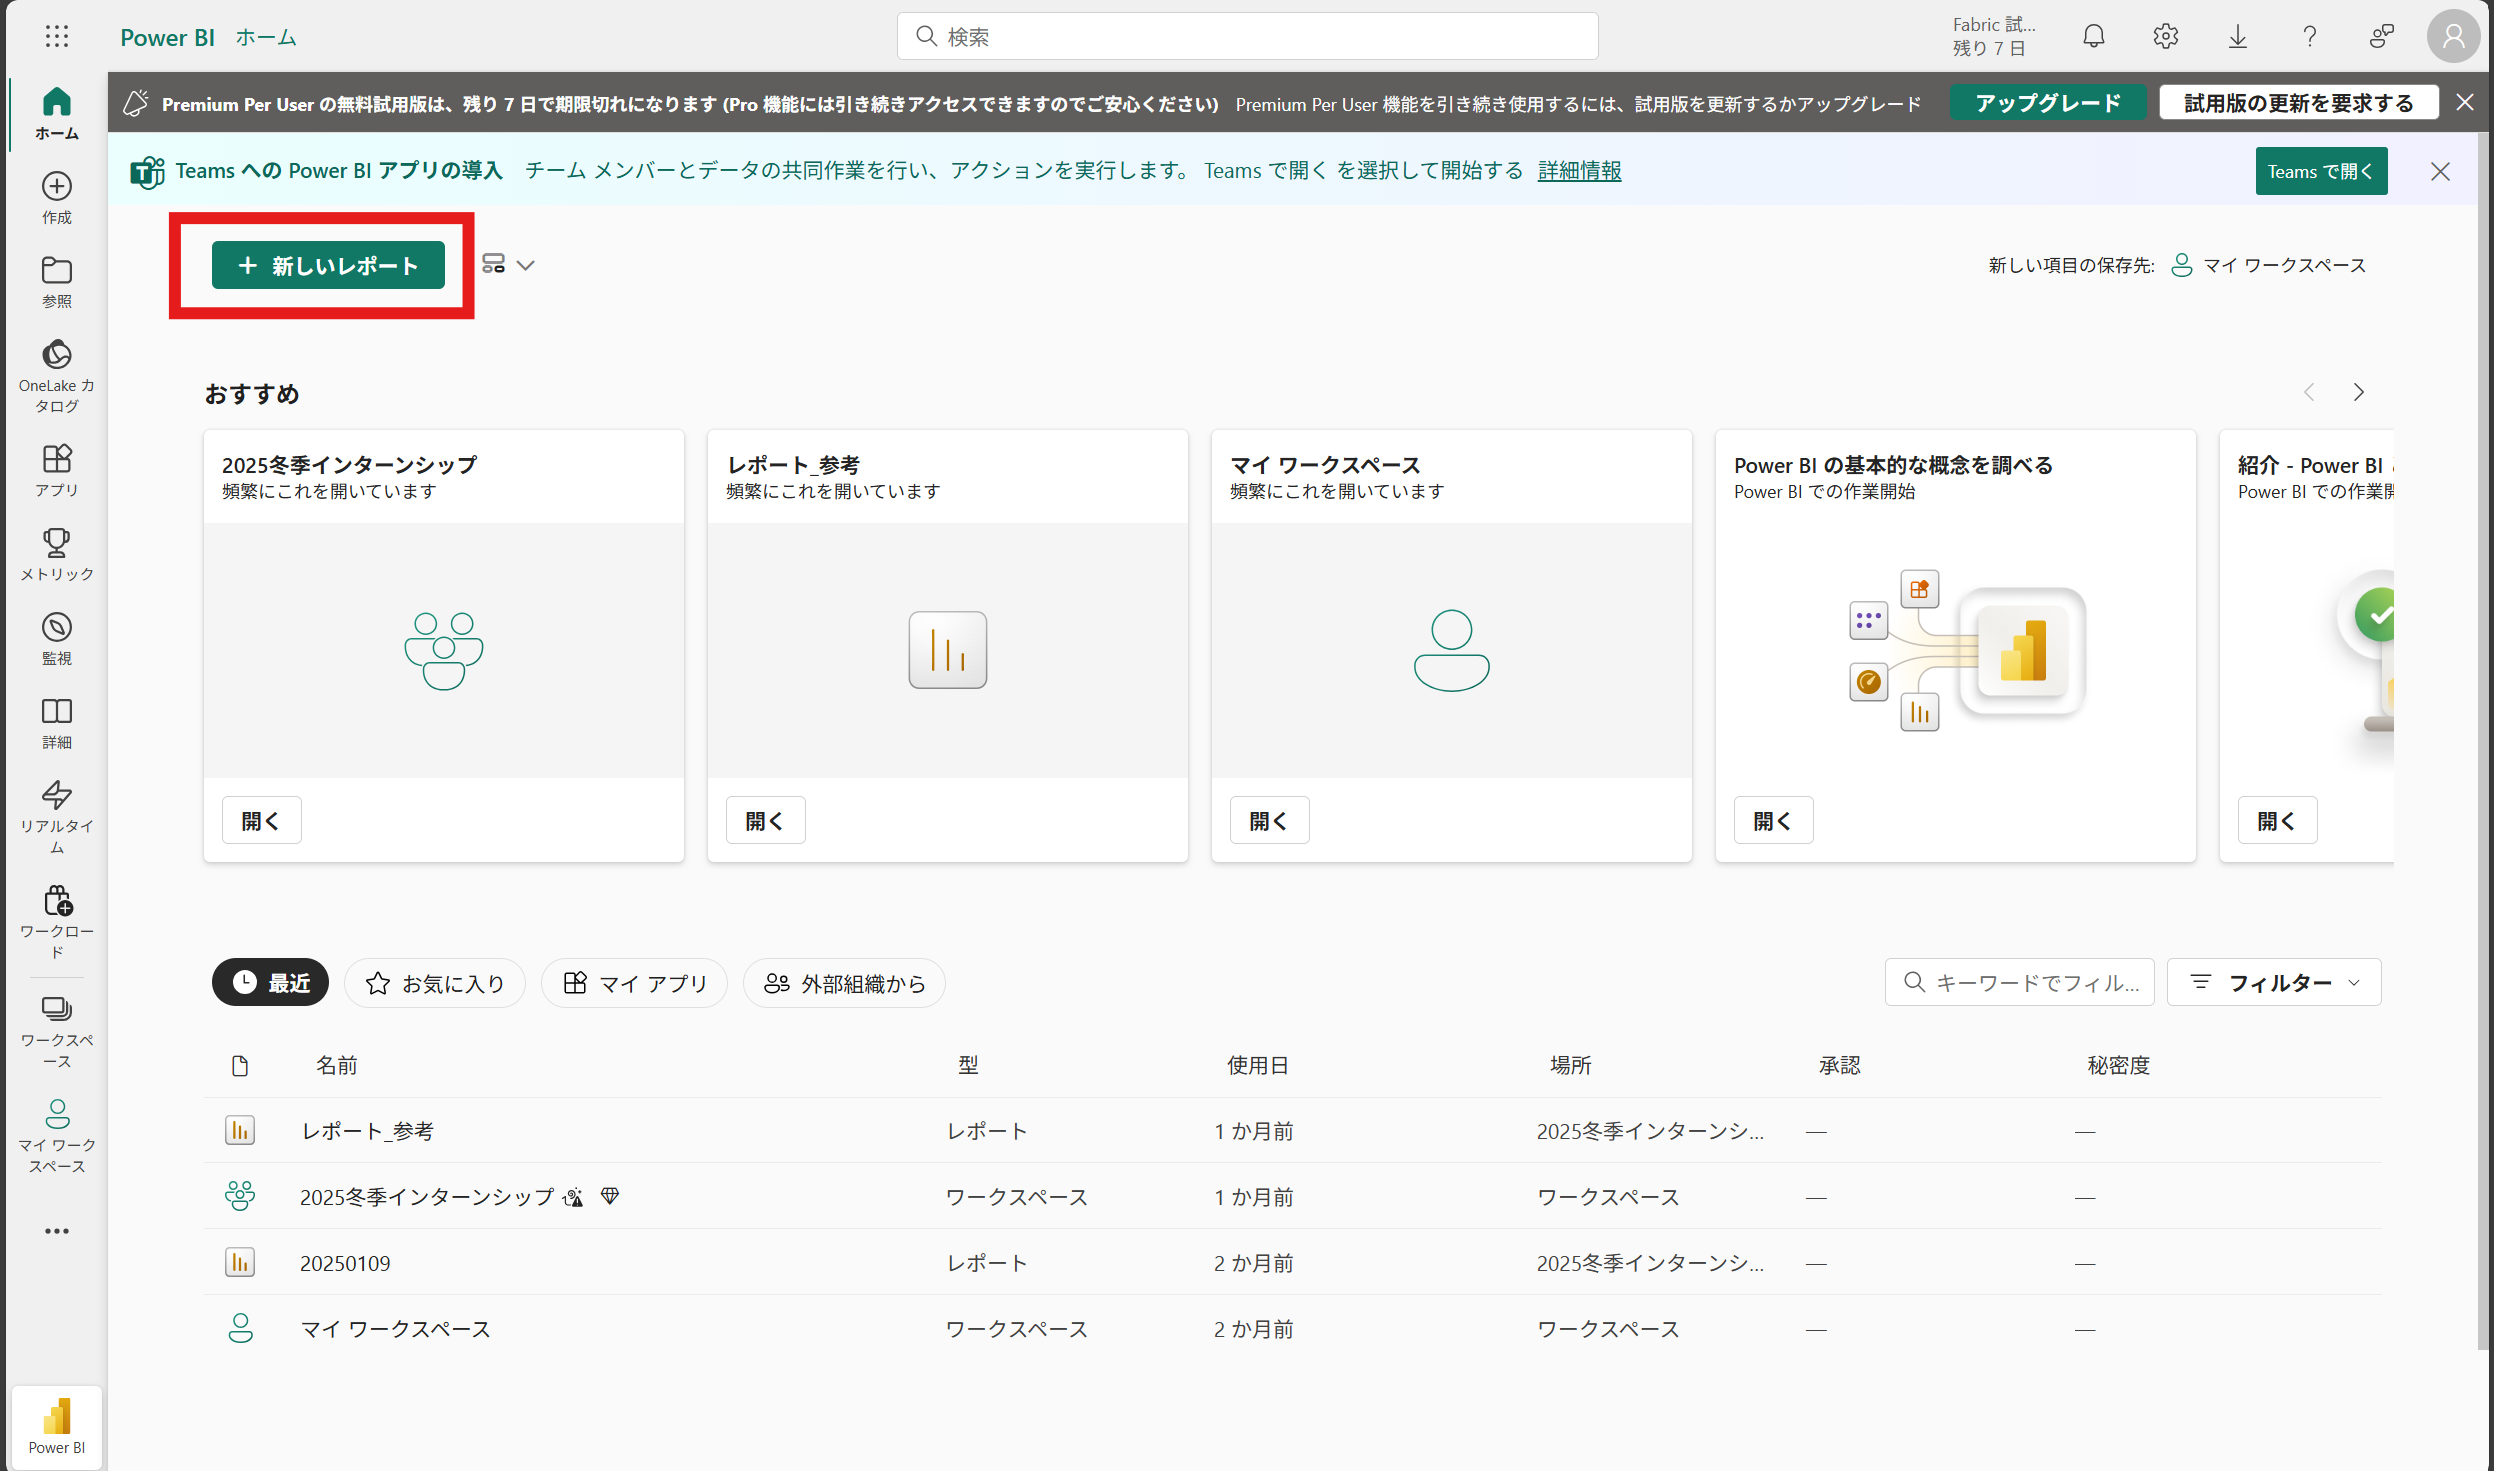 Power BI ホーム
検索
Fabric 試...
残り 7 日
Premium Per User の無料試用版は、残り 7 日で期限切れになります (Pro 機能には引き続きアクセスできますのでご安心ください) Premium Per User 機能を引き続き使用するには、試用版を更新するかアップグレード
アップグレード
試用版の更新を要求する
Teams への Power BI アプリの導入 チーム メンバーとデータの共同作業を行い、アクションを実行します。 Teams で開く を選択して開始する 詳細情報
Teams で開く
ホーム
作成
参照
OneLake カ
タログ
アプリ
メトリック
監視
詳細
リアルタイ
ム
ワークロー
ド
ワークスペ
ース
マイ ワーク
スペース
Power BI
+ 新しいレポート
新しい項目の保存先: マイ ワークスペース
おすすめ
2025冬季インターンシップ
頻繁にこれを開いています
開く
レポート_参考
頻繁にこれを開いています
開く
マイ ワークスペース
頻繁にこれを開いています
開く
Power BI の基本的な概念を調べる
Power BI での作業開始
開く
紹介 - Power BI
Power BI での作業開
開く
最近 お気に入り マイ アプリ 外部組織から
キーワードでフィル...
フィルター
名前 型 使用日 場所 承認 秘密度
レポート_参考 レポート 1 か月前 2025冬季インターンシ... — —
2025冬季インターンシップ ワークスペース 1 か月前 ワークスペース — —
20250109 レポート 2 か月前 2025冬季インターンシ... — —
マイ ワークスペース ワークスペース 2 か月前 ワークスペース — —